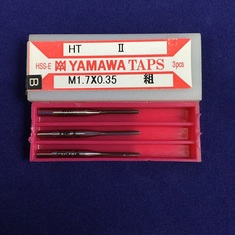 HT II
HSS-E YAMAWA TAPS 3pcs
B M1.7X0.35 組